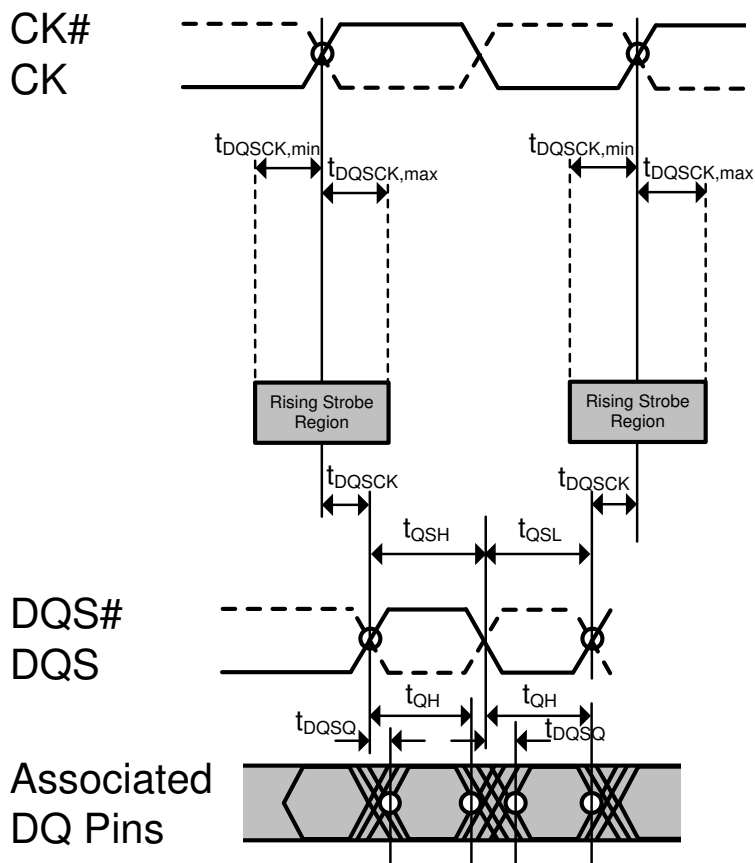 CK#
CK
tDQSCK,min
tDQSCK,max
tDQSCK,min
tDQSCK,max
Rising Strobe
Region
Rising Strobe
Region
tDQSCK
tDQSCK
tQSH
tQSL
DQS#
DQS
tQH
tQH
tDQSQ
tDQSQ
Associated
DQ Pins